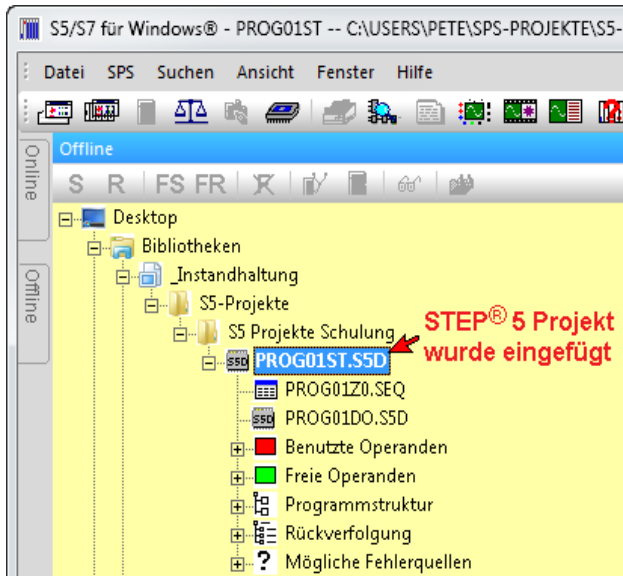 S5/S7 für Windows® - PROG01ST -- C:\USERS\PETE\SPS-PROJEKTE\S5-
Datei SPS Suchen Ansicht Fenster Hilfe
Online
Offline
Offline
S R FS FR
Desktop
Bibliotheken
_Instandhaltung
S5-Projekte
S5 Projekte Schulung
STEP® 5 Projekt
wurde eingefügt
S5D PROG01ST.S5D
PROG01Z0.SEQ
S5D PROG01DO.S5D
Benutzte Operanden
Freie Operanden
Programmstruktur
Rückverfolgung
? Mögliche Fehlerquellen